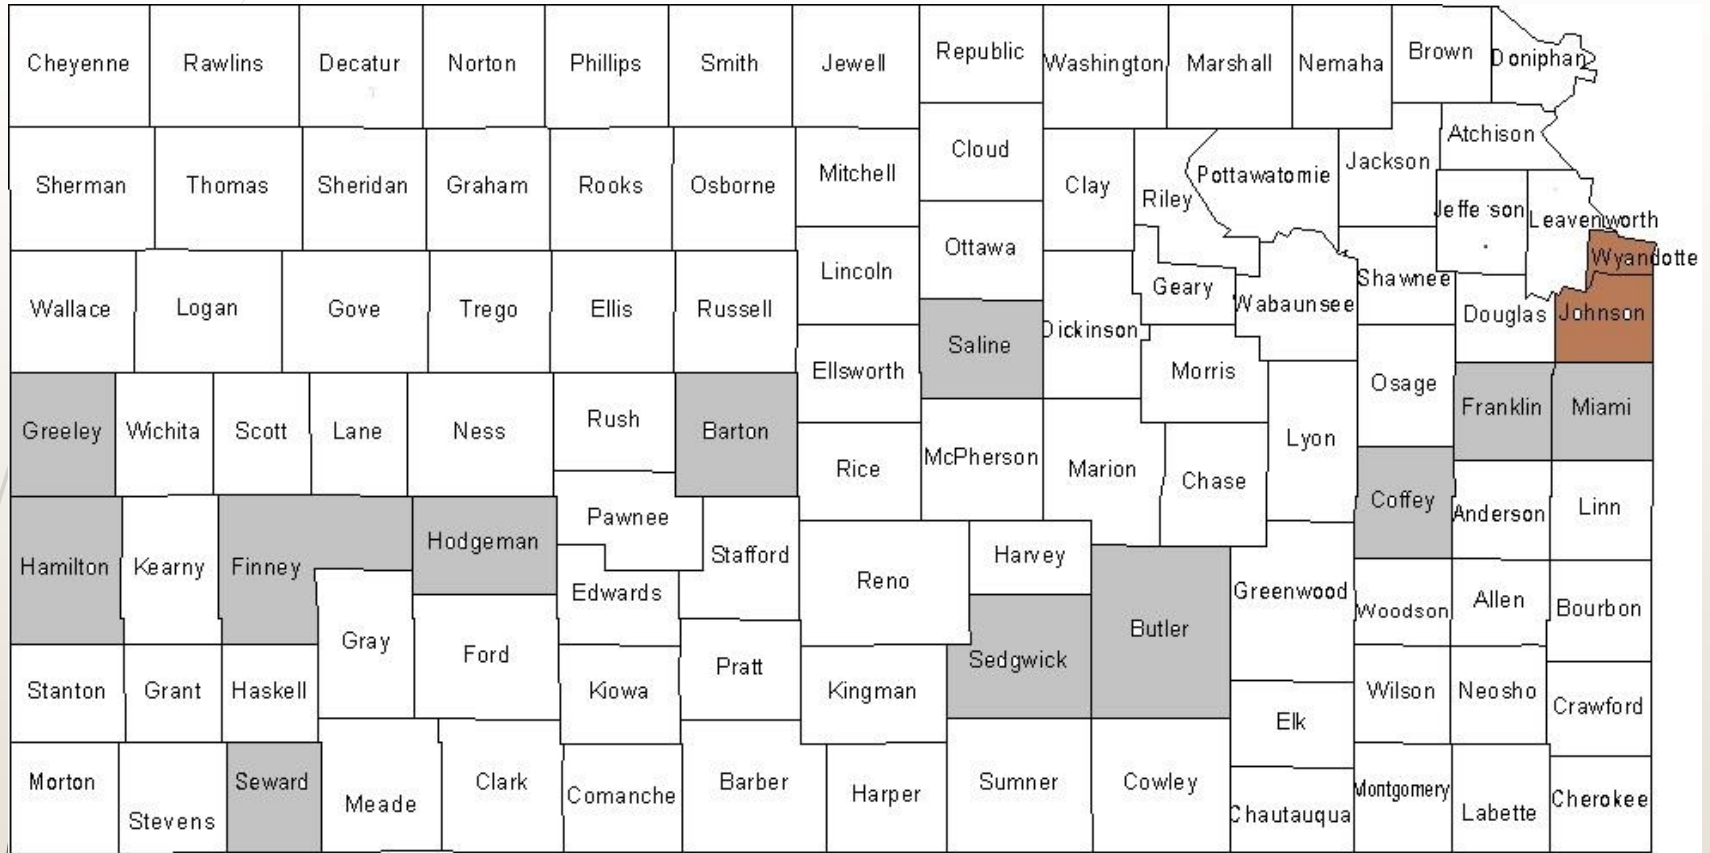 Cheyenne
Rawlins
Decatur
Norton
Phillips
Smith
Jewell
Republic
Washington
Marshall
Nemaha
Brown
Doniphan
Sherman
Thomas
Sheridan
Graham
Rooks
Osborne
Mitchell
Cloud
Clay
Riley
Pottawatomie
Jackson
Atchison
Jefferson
Leavenworth
Wyandotte
Wallace
Logan
Gove
Trego
Ellis
Russell
Lincoln
Ottawa
Saline
Dickinson
Geary
Wabaunsee
Shawnee
Douglas
Johnson
Greeley
Wichita
Scott
Lane
Ness
Rush
Barton
Ellsworth
Rice
McPherson
Marion
Morris
Chase
Lyon
Osage
Franklin
Miami
Hamilton
Kearny
Finney
Hodgeman
Pawnee
Stafford
Edwards
Reno
Harvey
Sedgwick
Butler
Greenwood
Coffey
Anderson
Linn
Woodson
Allen
Bourbon
Stanton
Grant
Haskell
Gray
Ford
Kiowa
Pratt
Kingman
Elk
Wilson
Neosho
Crawford
Morton
Stevens
Seward
Meade
Clark
Comanche
Barber
Harper
Sumner
Cowley
Chautauqua
Montgomery
Labette
Cherokee